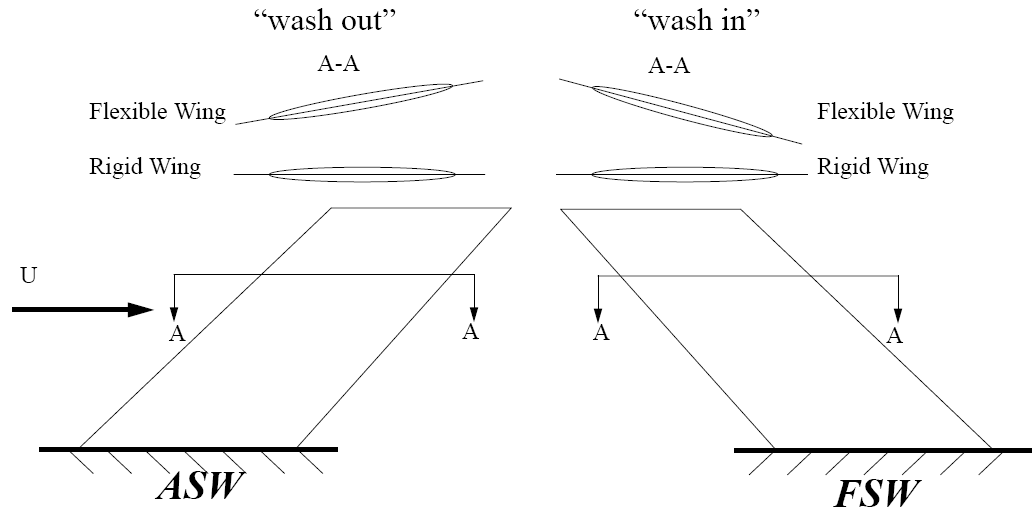 “wash out” “wash in”
A-A A-A
Flexible Wing Flexible Wing
Rigid Wing Rigid Wing
U
A A A A
ASW FSW